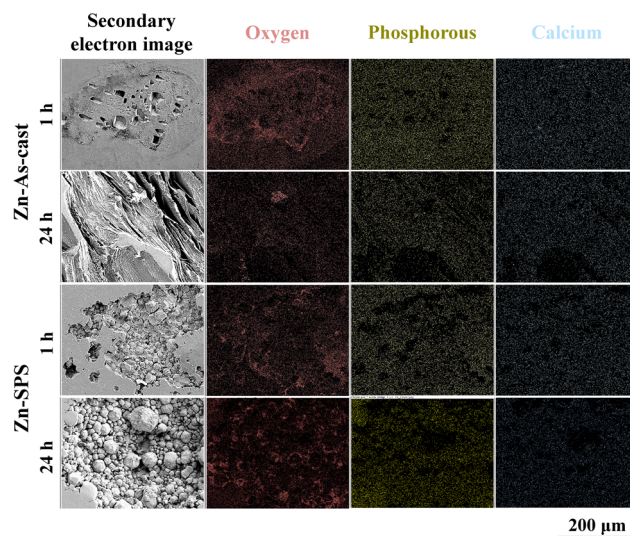 Secondary
electron image
Oxygen
Phosphorous
Calcium
Zn-As-cast
1 h
24 h
Zn-SPS
1 h
24 h
200 µm